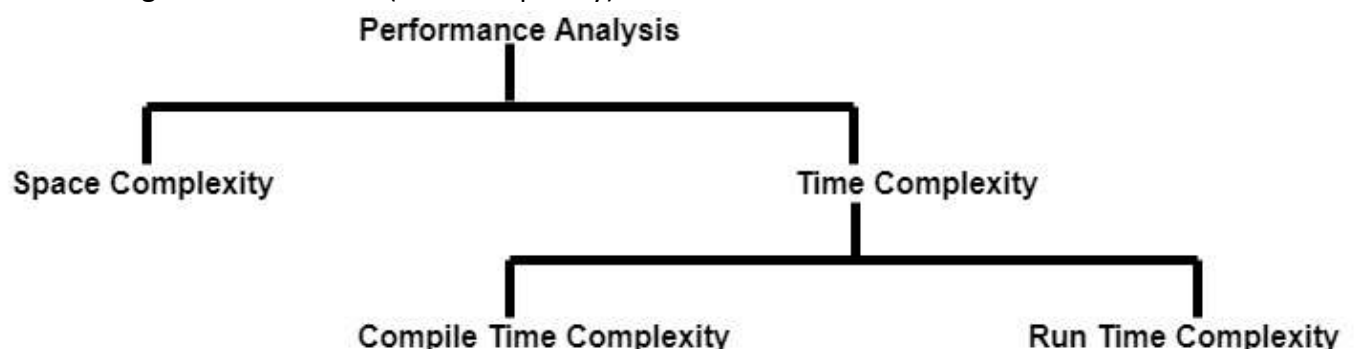 Performance Analysis
Space Complexity
Time Complexity
Compile Time Complexity
Run Time Complexity